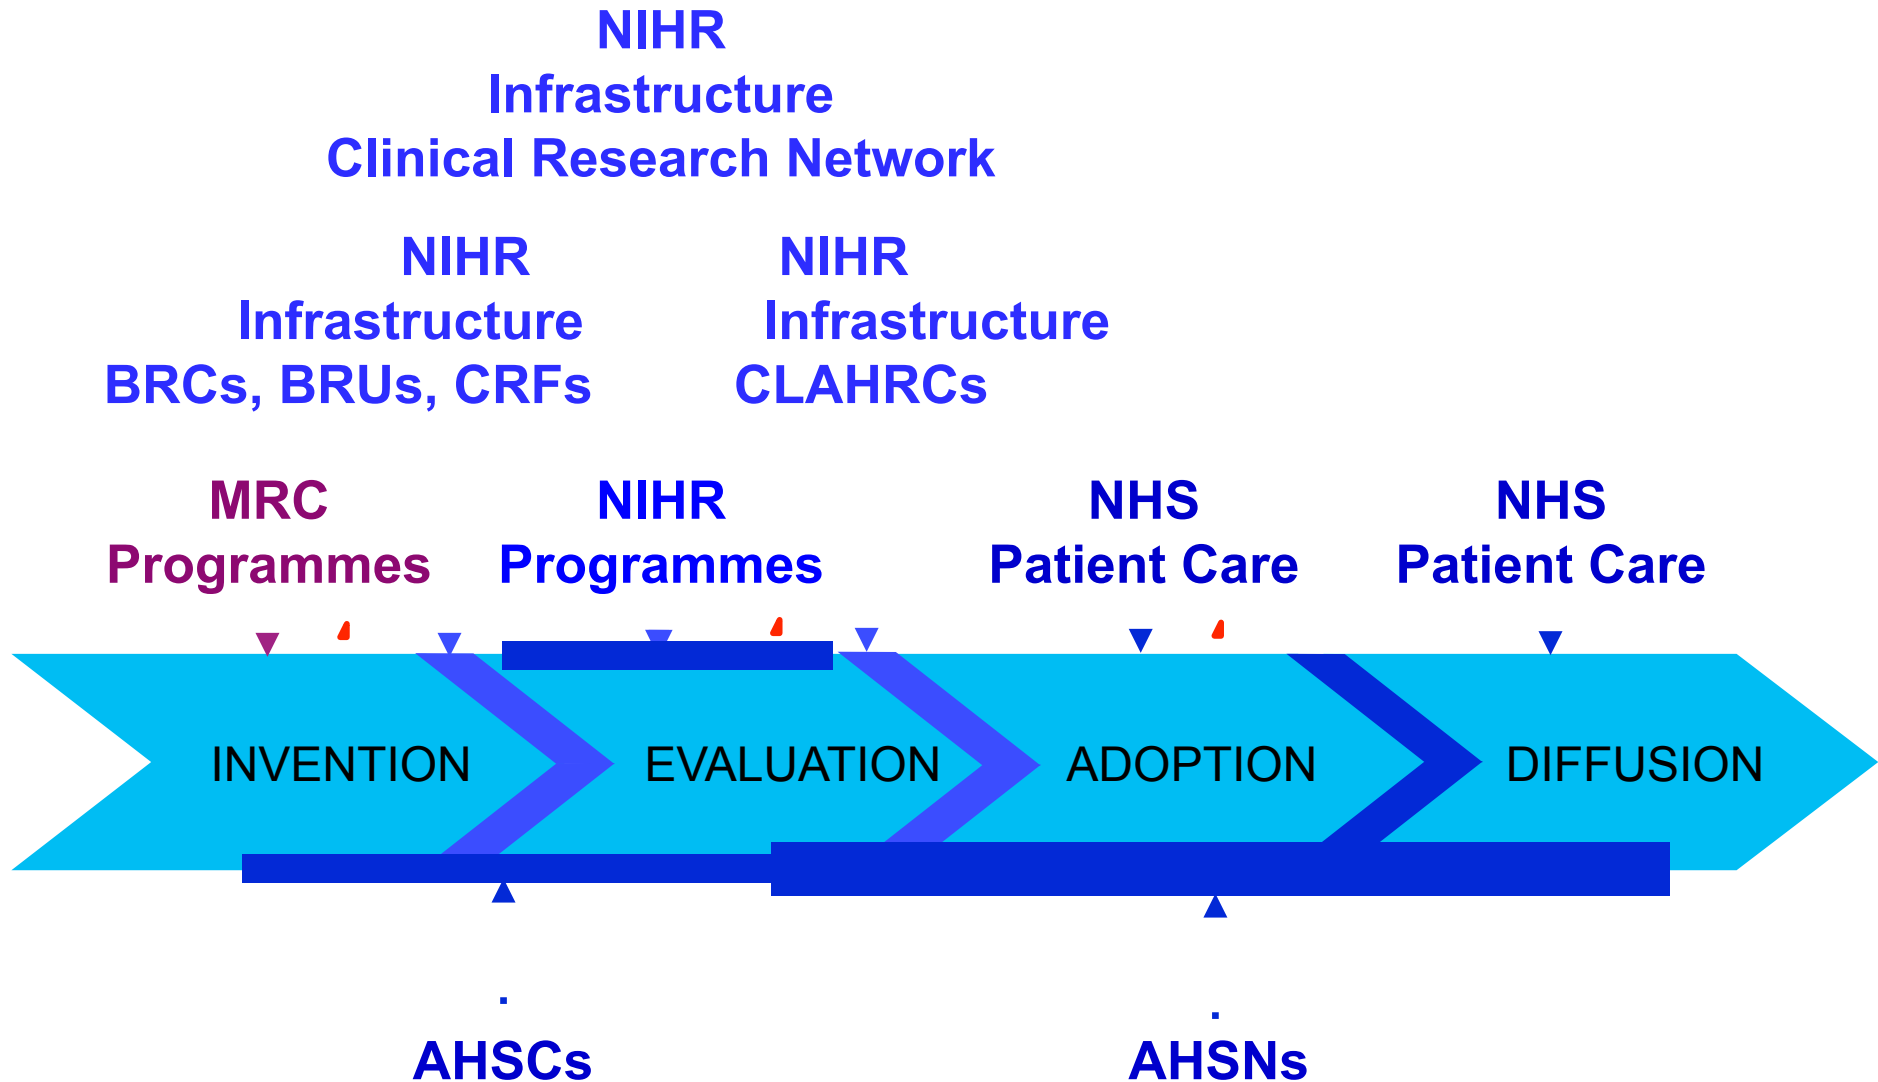 NIHR
Infrastructure
Clinical Research Network
NIHR
Infrastructure
BRCs, BRUs, CRFs
NIHR
Infrastructure
CLAHRCs
MRC
Programmes
NIHR
Programmes
NHS
Patient Care
NHS
Patient Care
INVENTION
EVALUATION
ADOPTION
DIFFUSION
.
AHSCs
.
AHSNs